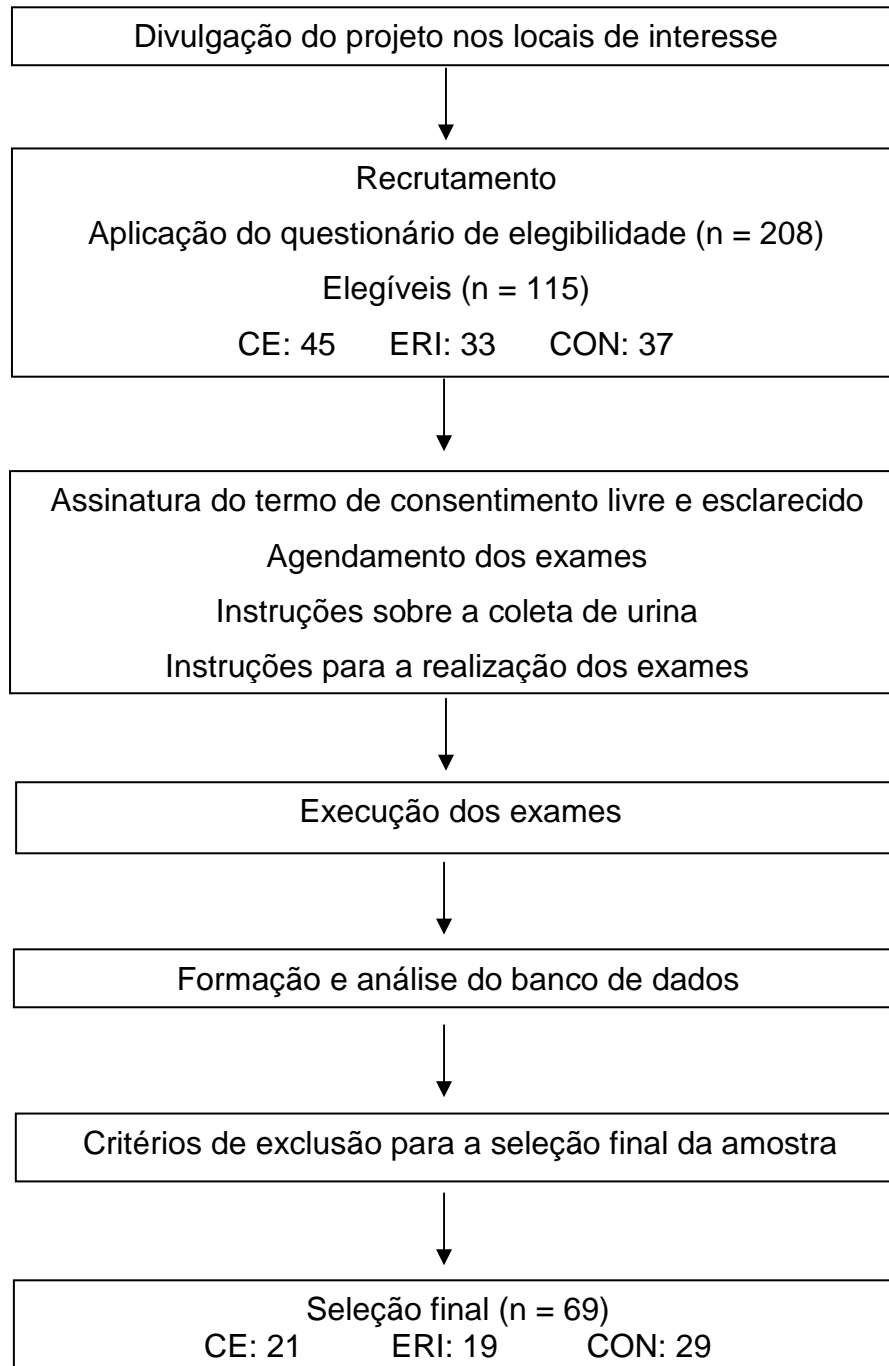 Divulgação do projeto nos locais de interesse
Recrutamento
Aplicação do questionário de elegibilidade (n = 208)
Elegíveis (n = 115)
CE: 45 ERI: 33 CON: 37
Assinatura do termo de consentimento livre e esclarecido
Agendamento dos exames
Instruções sobre a coleta de urina
Instruções para a realização dos exames
Execução dos exames
Formação e análise do banco de dados
Critérios de exclusão para a seleção final da amostra
Seleção final (n = 69)
CE: 21 ERI: 19 CON: 29